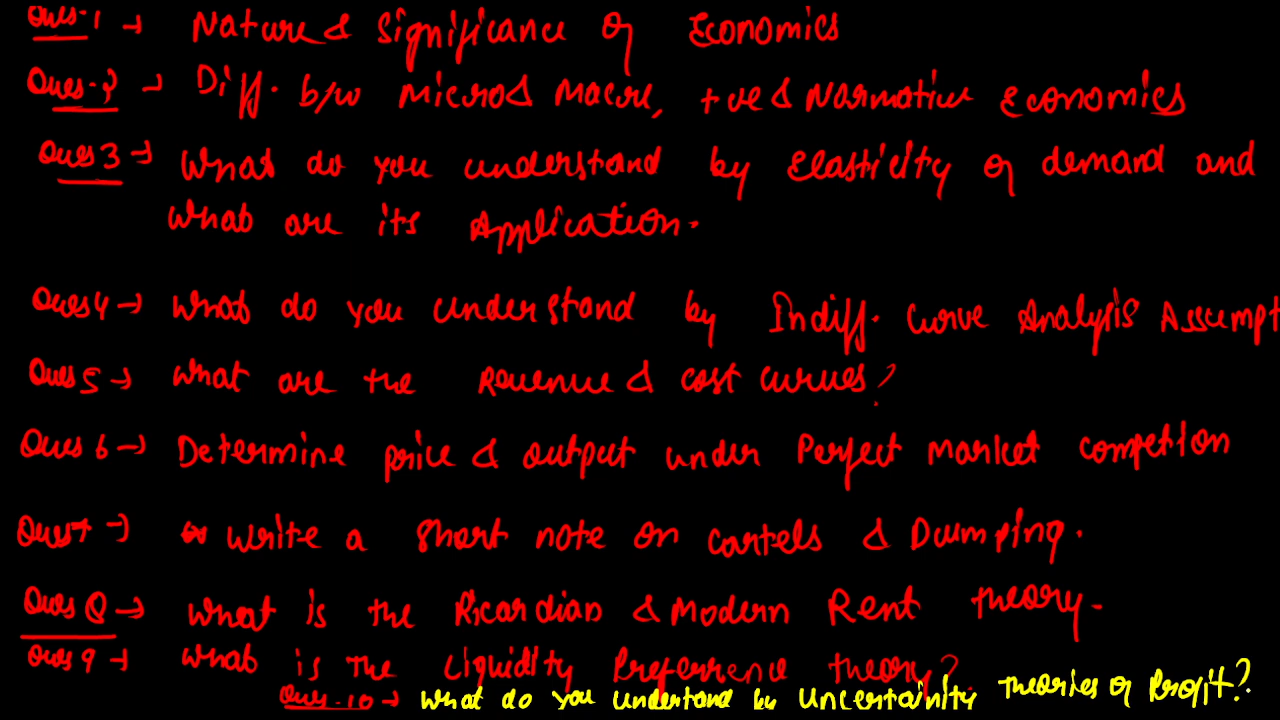 Ques-1 → Nature & Significance of Economics
Ques-2 → Diff. b/w Micro & Macro, +ve & Normative Economics
Ques 3 → What do you understand by Elasticity of demand and
what are its Application.
Ques 4 → What do you understand by Indiff. Curve Analysis Assumpt
Ques 5 → What are the Revenue & cost curves?
Ques 6 → Determine price & output under Perfect Market competion
Ques 7 → Write a short note on cartels & Dumping.
Ques 8 → What is the Ricardian & Modern Rent theory.
Ques 9 → What is The Liquidity Preferrence theory?
Ques-10 → What do you understand by Uncertainity Theories of Profit?